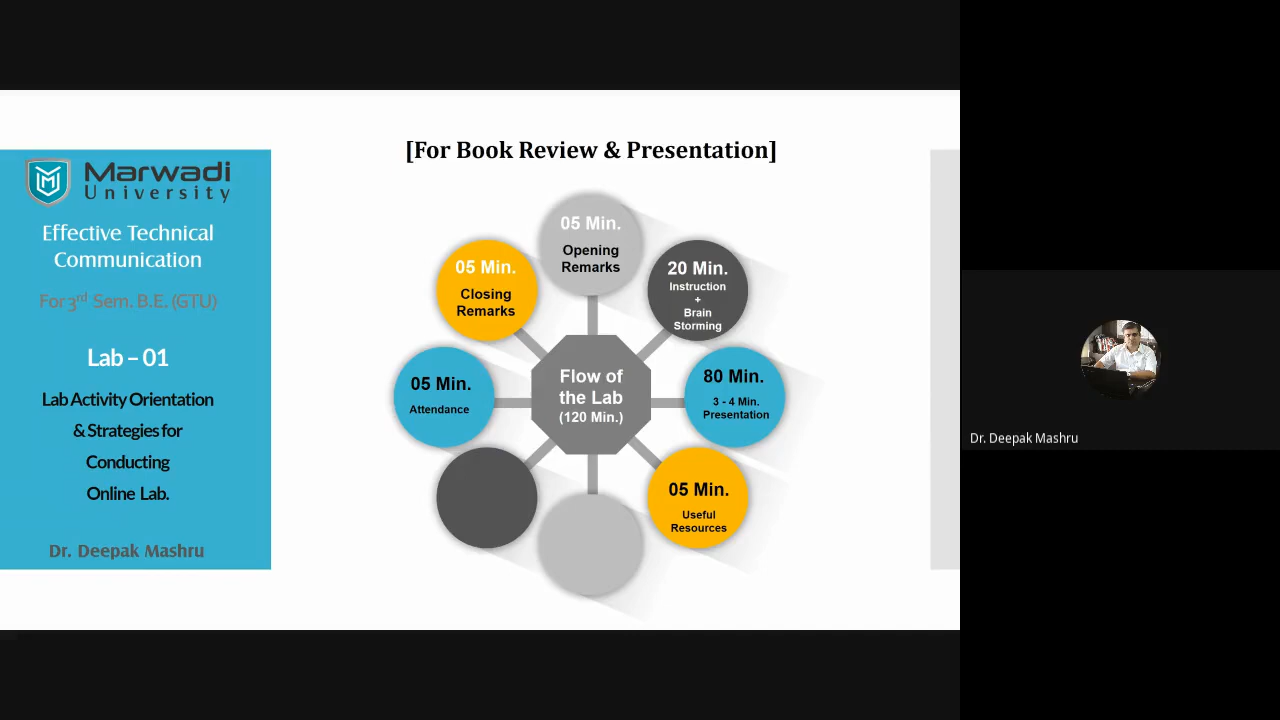 Marwadi
University
Effective Technical
Communication
For 3rd Sem. B.E. (GTU)
Lab – 01
Lab Activity Orientation
& Strategies for
Conducting
Online Lab.
Dr. Deepak Mashru
[For Book Review & Presentation]
05 Min.
Opening
Remarks
20 Min.
Instruction
+
Brain
Storming
80 Min.
3 - 4 Min.
Presentation
05 Min.
Useful
Resources
05 Min.
Attendance
05 Min.
Closing
Remarks
Flow of
the Lab
(120 Min.)
Dr. Deepak Mashru